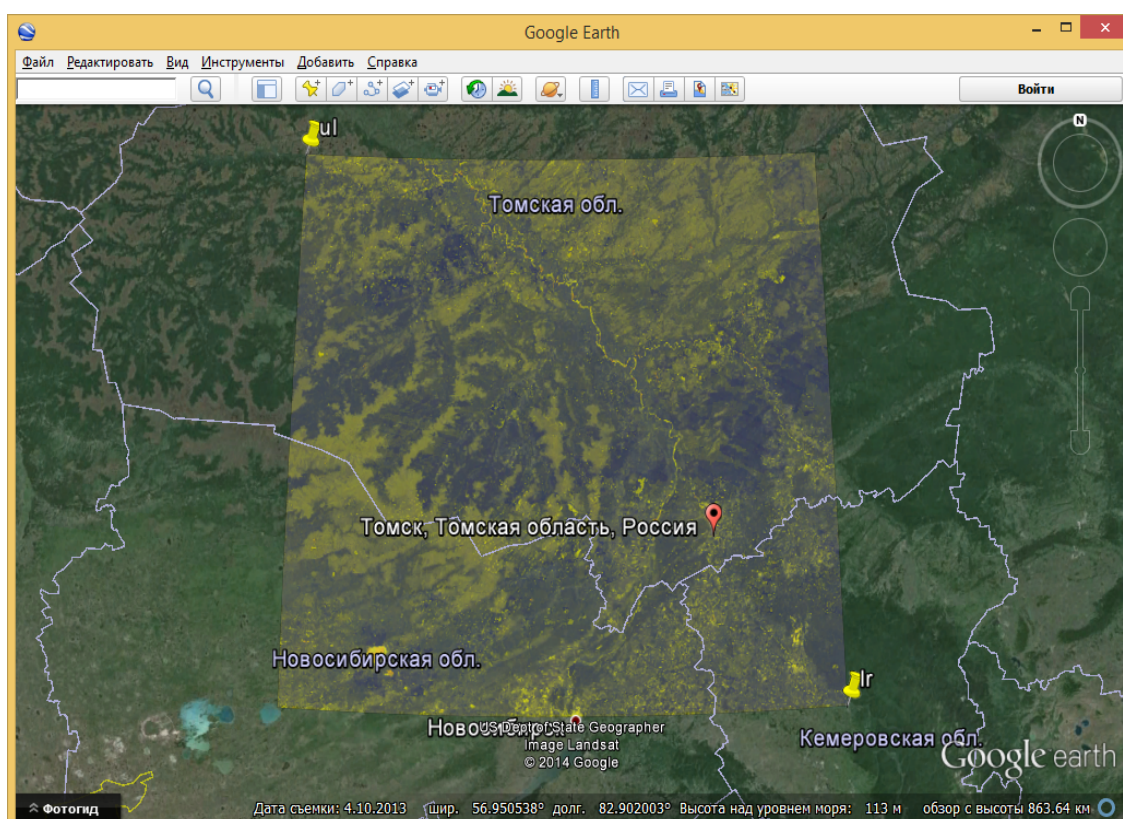 Google Earth
Файл Редактировать Вид Инструменты Добавить Справка
Войти
N
ul
Томская обл.
Томск, Томская область, Россия
Новосибирская обл.
lr
US Dept of State Geographer
Кемеровская обл.
Image Landsat
© 2014 Google
Google earth
Фотогид
Дата съемки: 4.10.2013 шир. 56.950538° долг. 82.902003° Высота над уровнем моря: 113 м обзор с высоты 863.64 км